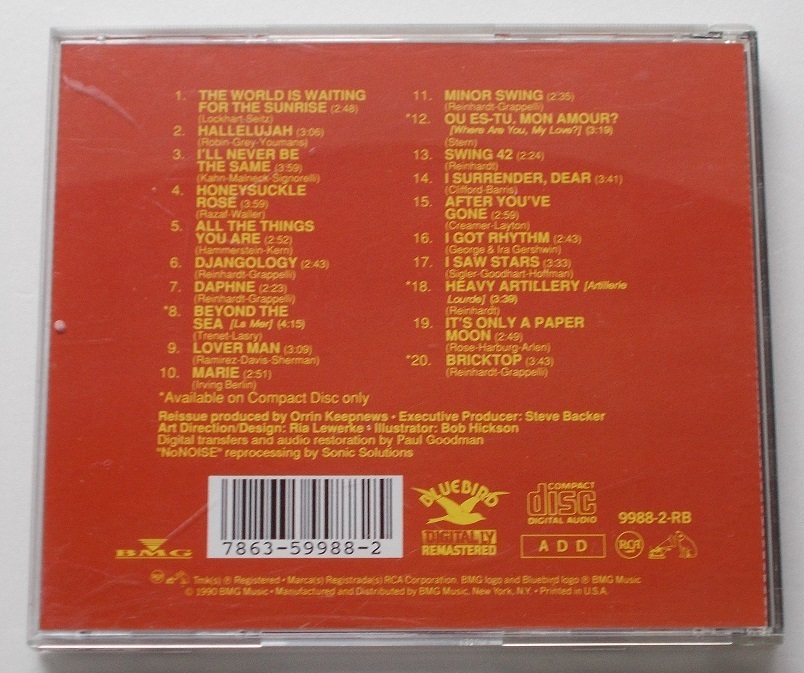 1. THE WORLD IS WAITING
FOR THE SUNRISE (2:48)
(Lockhart-Seitz)
2. HALLELUJAH (3:06)
(Robin-Grey-Youmans)
3. I'LL NEVER BE
THE SAME (3:59)
(Kahn-Malneck-Signorelli)
4. HONEYSUCKLE
ROSE (3:59)
(Razaf-Waller)
5. ALL THE THINGS
YOU ARE (2:52)
(Hammerstein-Kern)
6. DJANGOLOGY (2:43)
(Reinhardt-Grappelli)
7. DAPHNE (2:23)
(Reinhardt-Grappelli)
*8. BEYOND THE
SEA [La Mer] (4:15)
(Trenet-Lasry)
9. LOVER MAN (3:09)
(Ramirez-Davis-Sherman)
10. MARIE (2:51)
(Irving Berlin)
11. MINOR SWING (2:35)
(Reinhardt-Grappelli)
*12. OU ES-TU, MON AMOUR?
[Where Are You, My Love?] (3:19)
(Stern)
13. SWING 42 (2:24)
(Reinhardt)
14. I SURRENDER, DEAR (3:41)
(Clifford-Barris)
15. AFTER YOU'VE
GONE (2:59)
(Creamer-Layton)
16. I GOT RHYTHM (2:43)
(George & Ira Gershwin)
17. I SAW STARS (3:33)
(Sigler-Goodhart-Hoffman)
*18. HEAVY ARTILLERY [Artillerie
Lourde] (3:39)
(Reinhardt)
19. IT'S ONLY A PAPER
MOON (2:49)
(Rose-Harburg-Arlen)
*20. BRICKTOP (3:43)
(Reinhardt-Grappelli)
*Available on Compact Disc only
Reissue produced by Orrin Keepnews • Executive Producer: Steve Backer
Art Direction/Design: Ria Lewerke • Illustrator: Bob Hickson
Digital transfers and audio restoration by Paul Goodman
"NoNOISE" reprocessing by Sonic Solutions
BMG
7863-59988-2
BLUEBIRD
DIGITALLY
REMASTERED
COMPACT
disc
DIGITAL AUDIO
ADD
9988-2-RB
RCA
Tmk(s) ® Registered • Marca(s) Registrada(s) RCA Corporation. BMG logo and Bluebird logo ® BMG Music
© 1990 BMG Music • Manufactured and Distributed by BMG Music, New York, N.Y. • Printed in U.S.A.